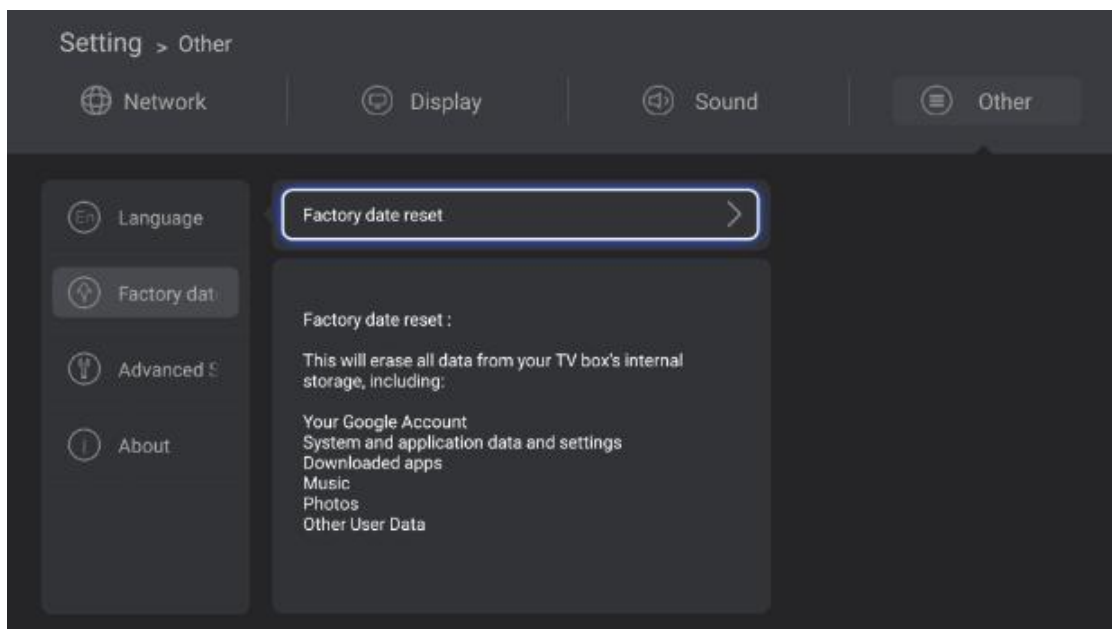 Setting > Other
Network
Display
Sound
Other
En
Language
Factory dat
Advanced S
About
Factory date reset
Factory date reset :
This will erase all data from your TV box's internal
storage, including:
Your Google Account
System and application data and settings
Downloaded apps
Music
Photos
Other User Data